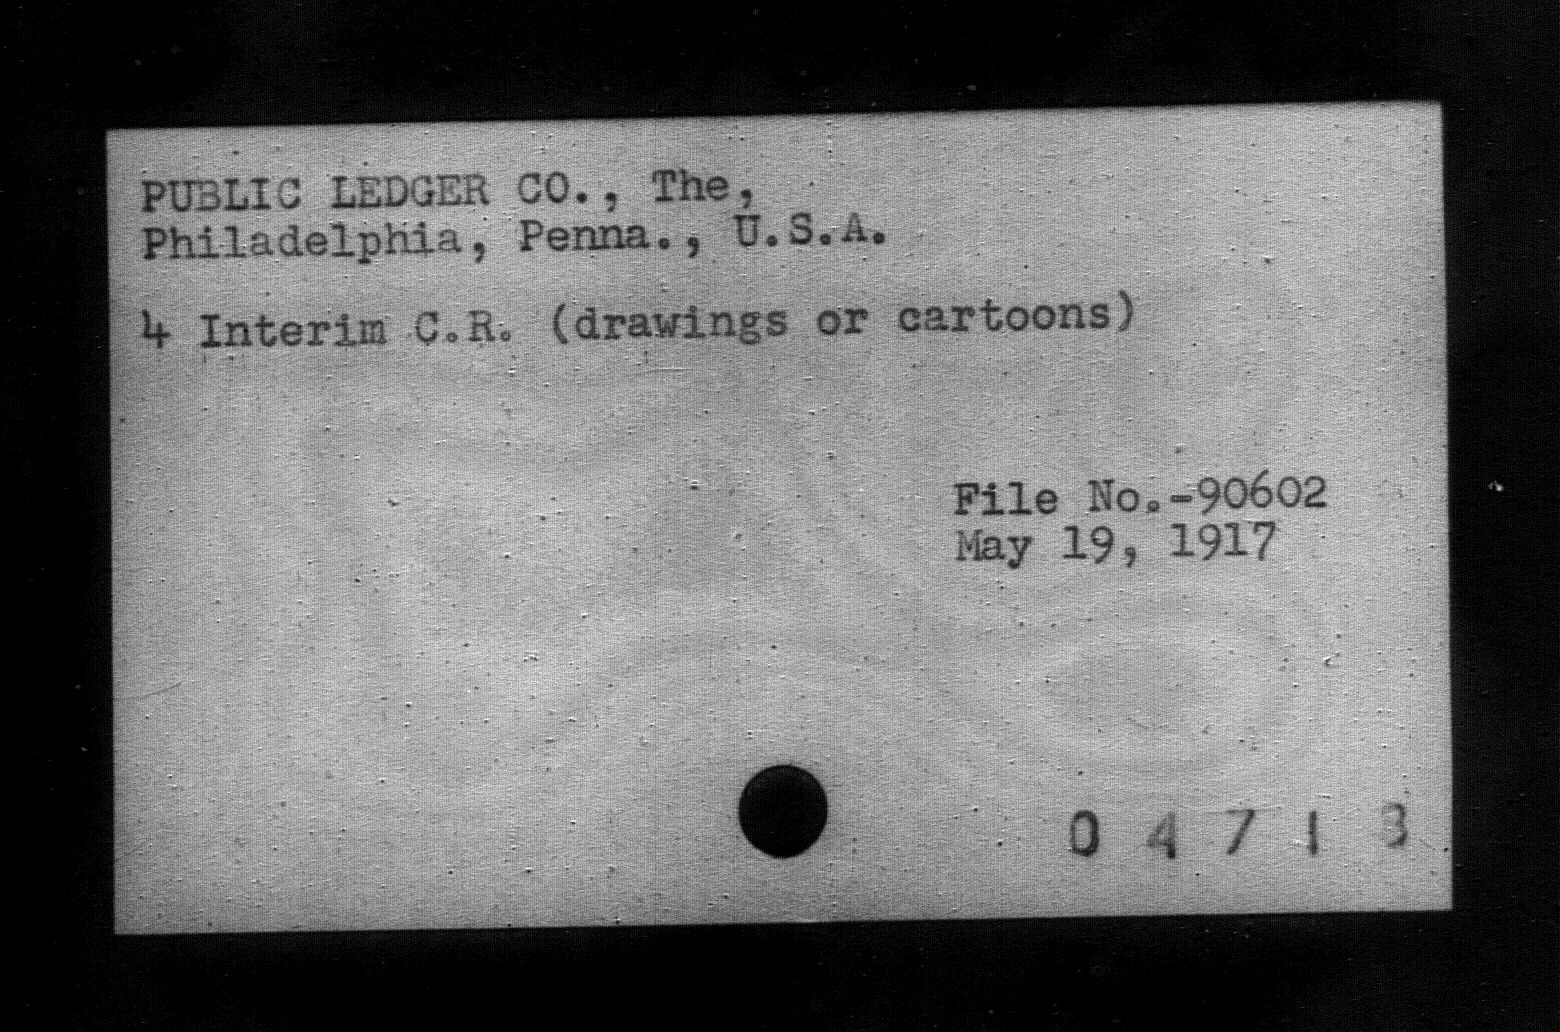 PUBLIC LEDGER CO., The,
Philadelphia, Penna., U.S.A.
4 Interim C.R. (drawings or cartoons)
File No.-90602
May 19, 1917
0 4 7 1 3